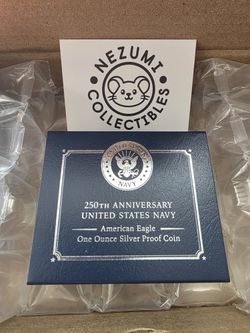 NEZUMI
COLLECTIBLES
UNITED STATES
NAVY
250TH ANNIVERSARY
UNITED STATES NAVY
American Eagle
One Ounce Silver Proof Coin